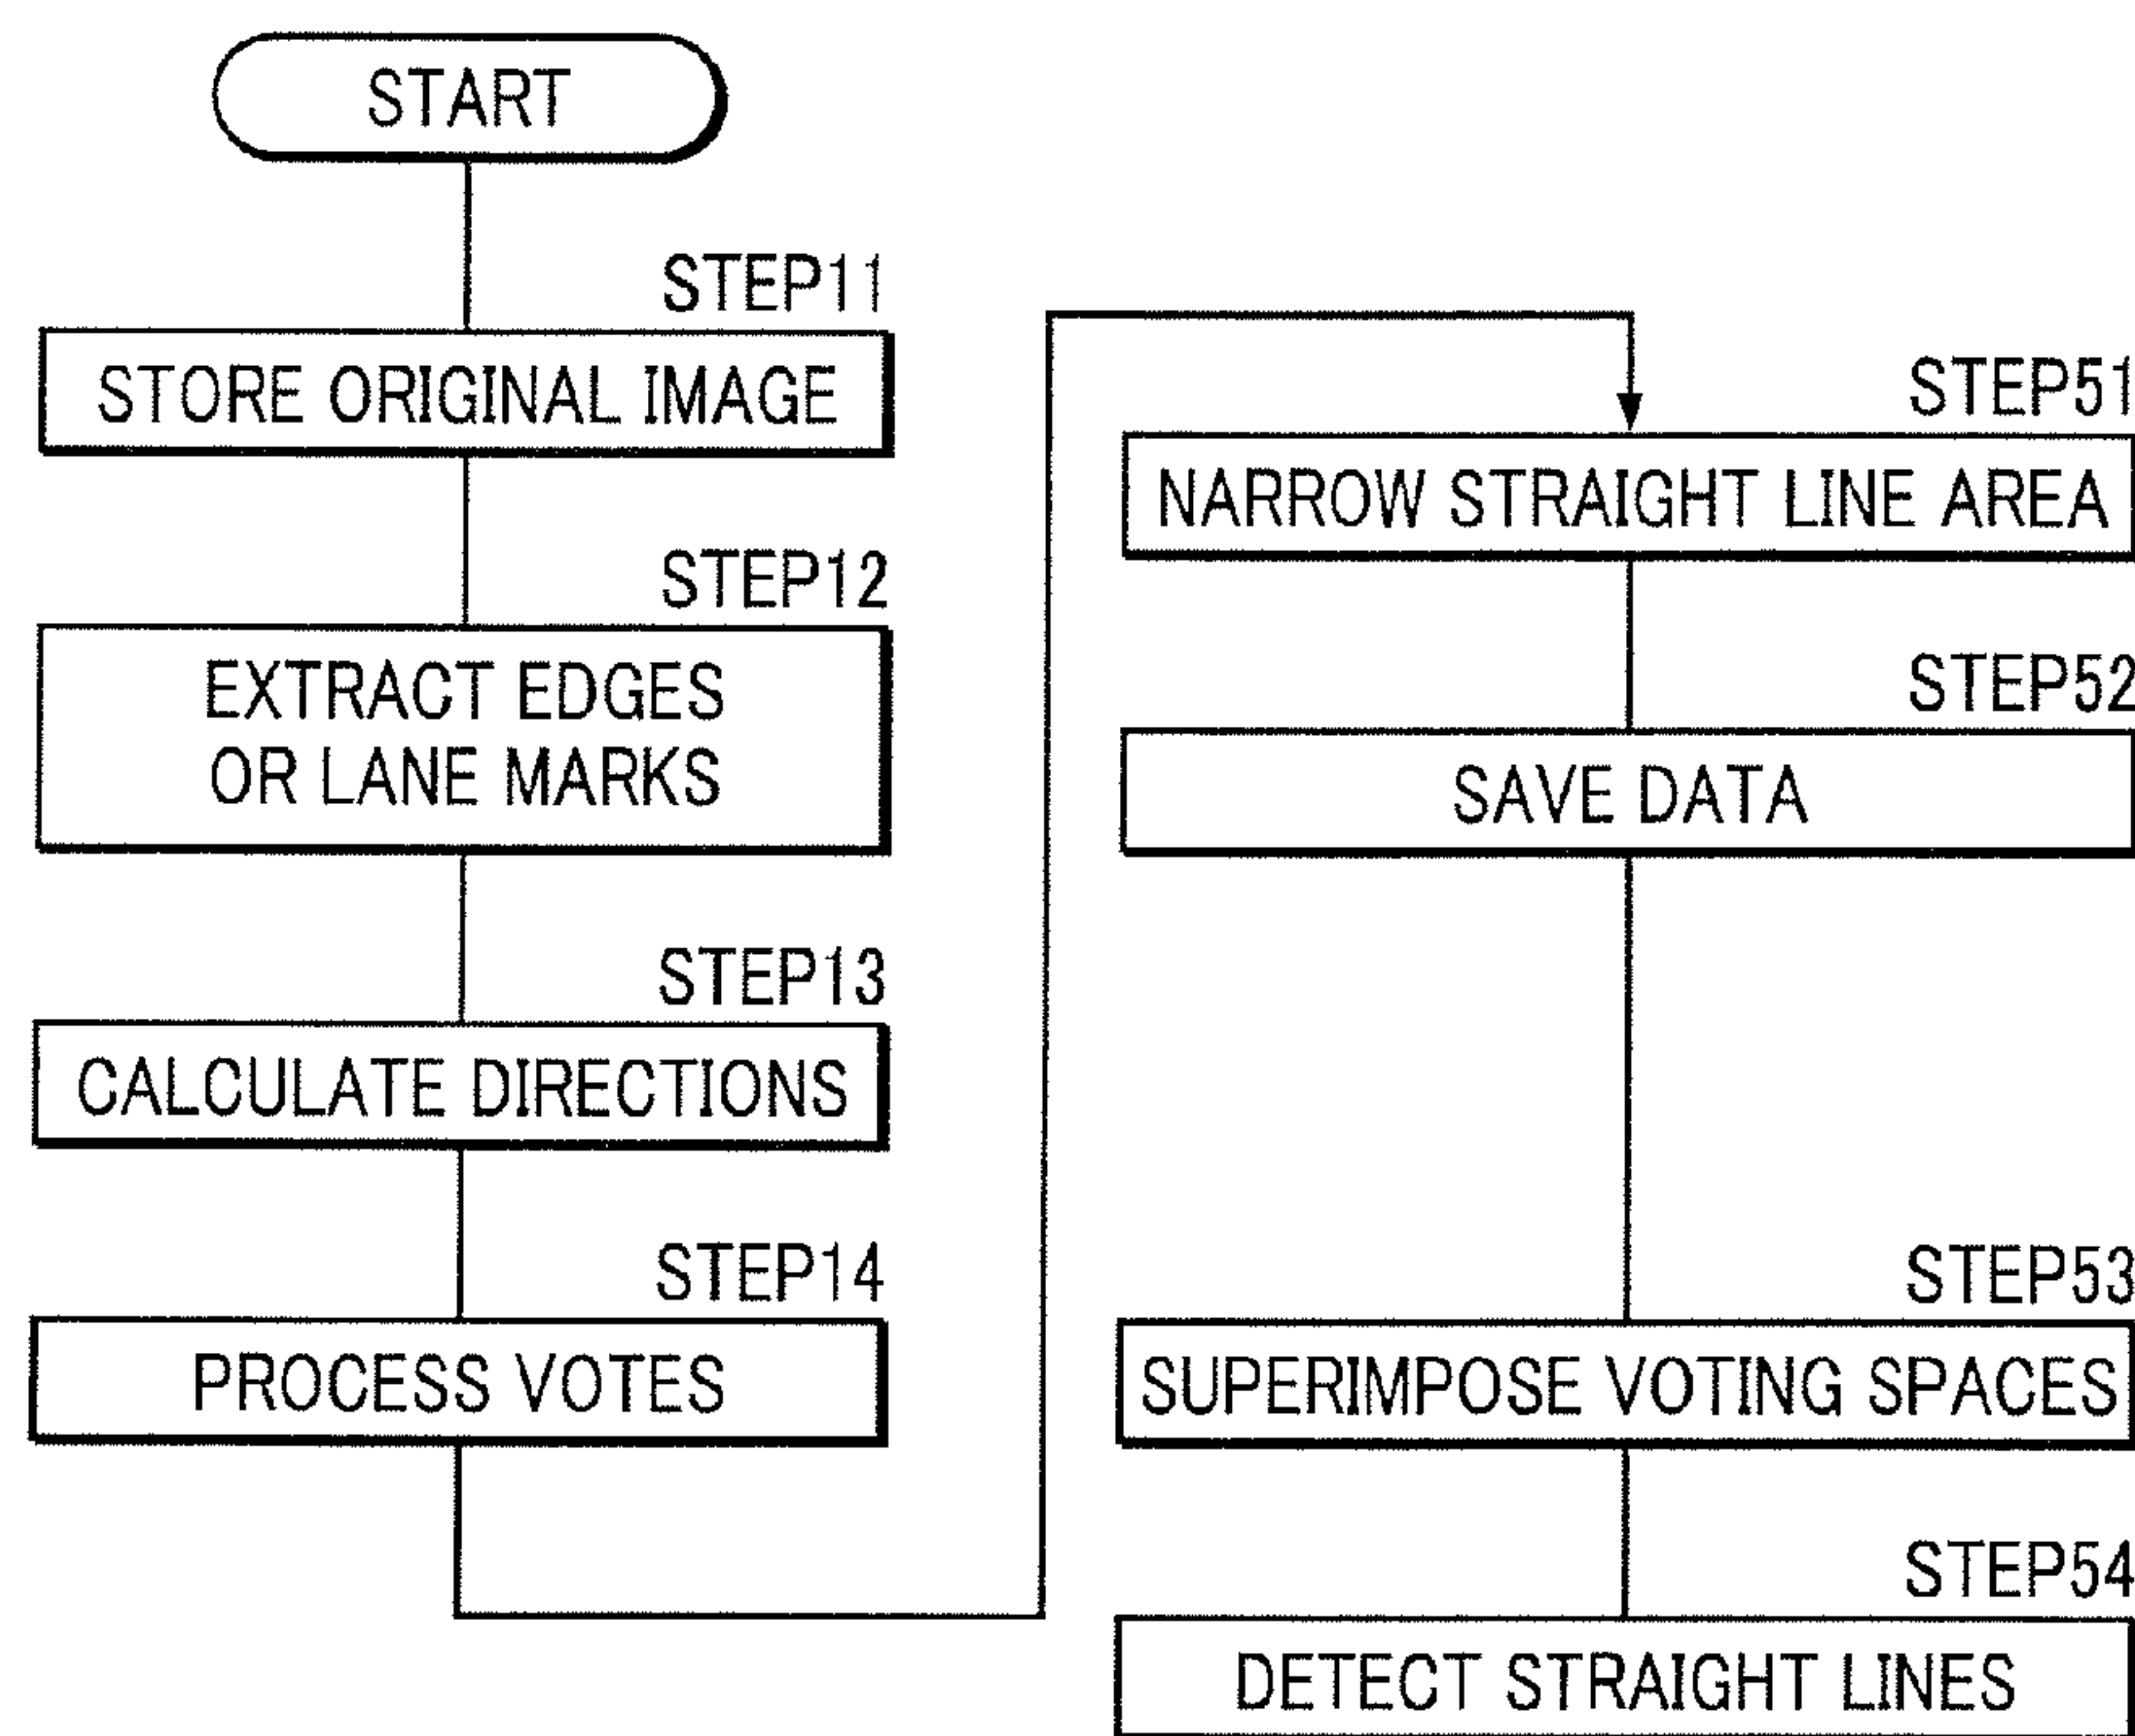 START
STEP11
STORE ORIGINAL IMAGE
STEP12
EXTRACT EDGES
OR LANE MARKS
STEP13
CALCULATE DIRECTIONS
STEP14
PROCESS VOTES
STEP51
NARROW STRAIGHT LINE AREA
STEP52
SAVE DATA
STEP53
SUPERIMPOSE VOTING SPACES
STEP54
DETECT STRAIGHT LINES